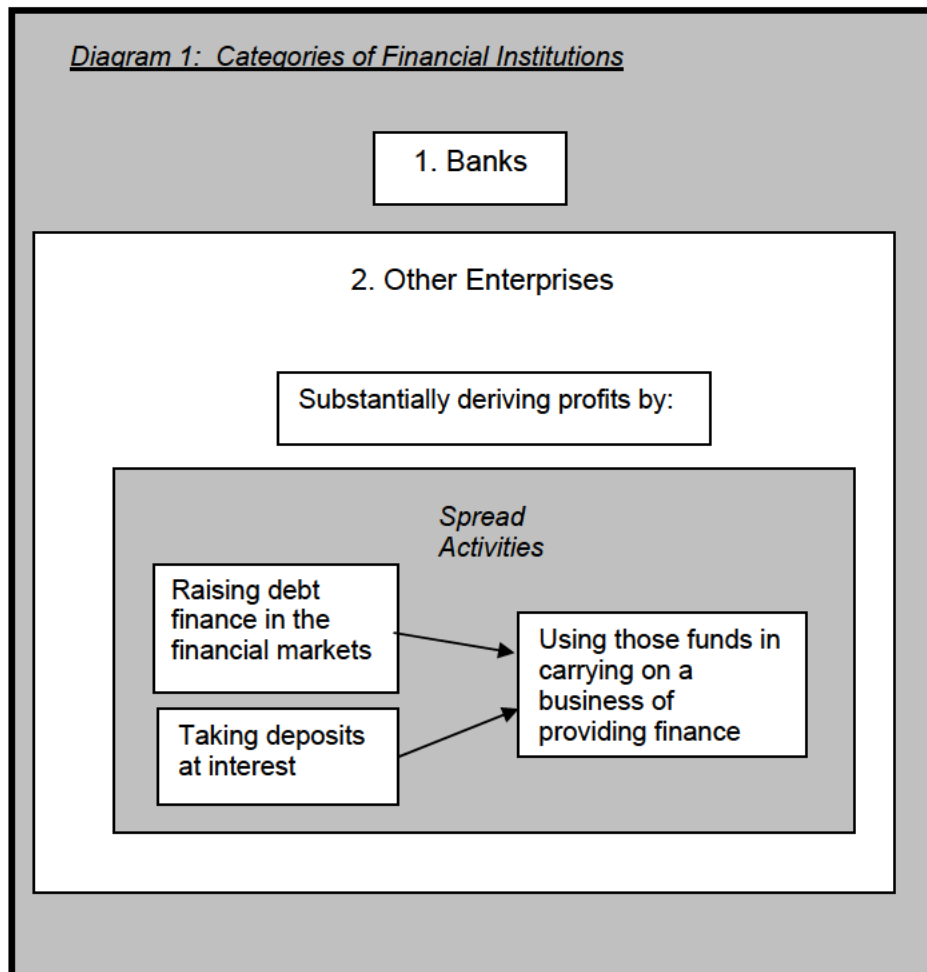 Diagram 1: Categories of Financial Institutions
1. Banks
2. Other Enterprises
Substantially deriving profits by:
Spread
Activities
Raising debt
finance in the
financial markets
Taking deposits
at interest
Using those funds in
carrying on a
business of
providing finance